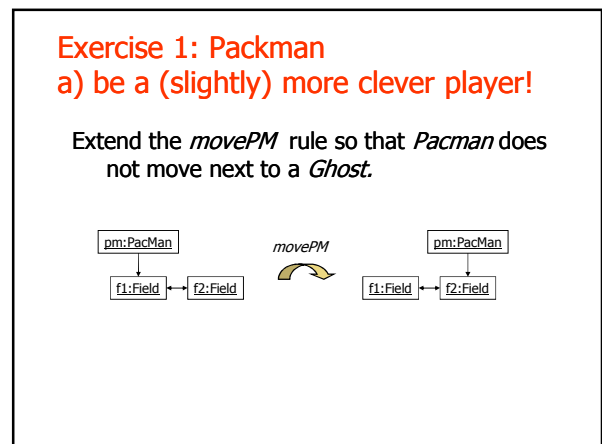 Exercise 1: Packman
a) be a (slightly) more clever player!
Extend the movePM rule so that Pacman does
not move next to a Ghost.
pm:PacMan
movePM
pm:PacMan
f1:Field
f2:Field
f1:Field
f2:Field